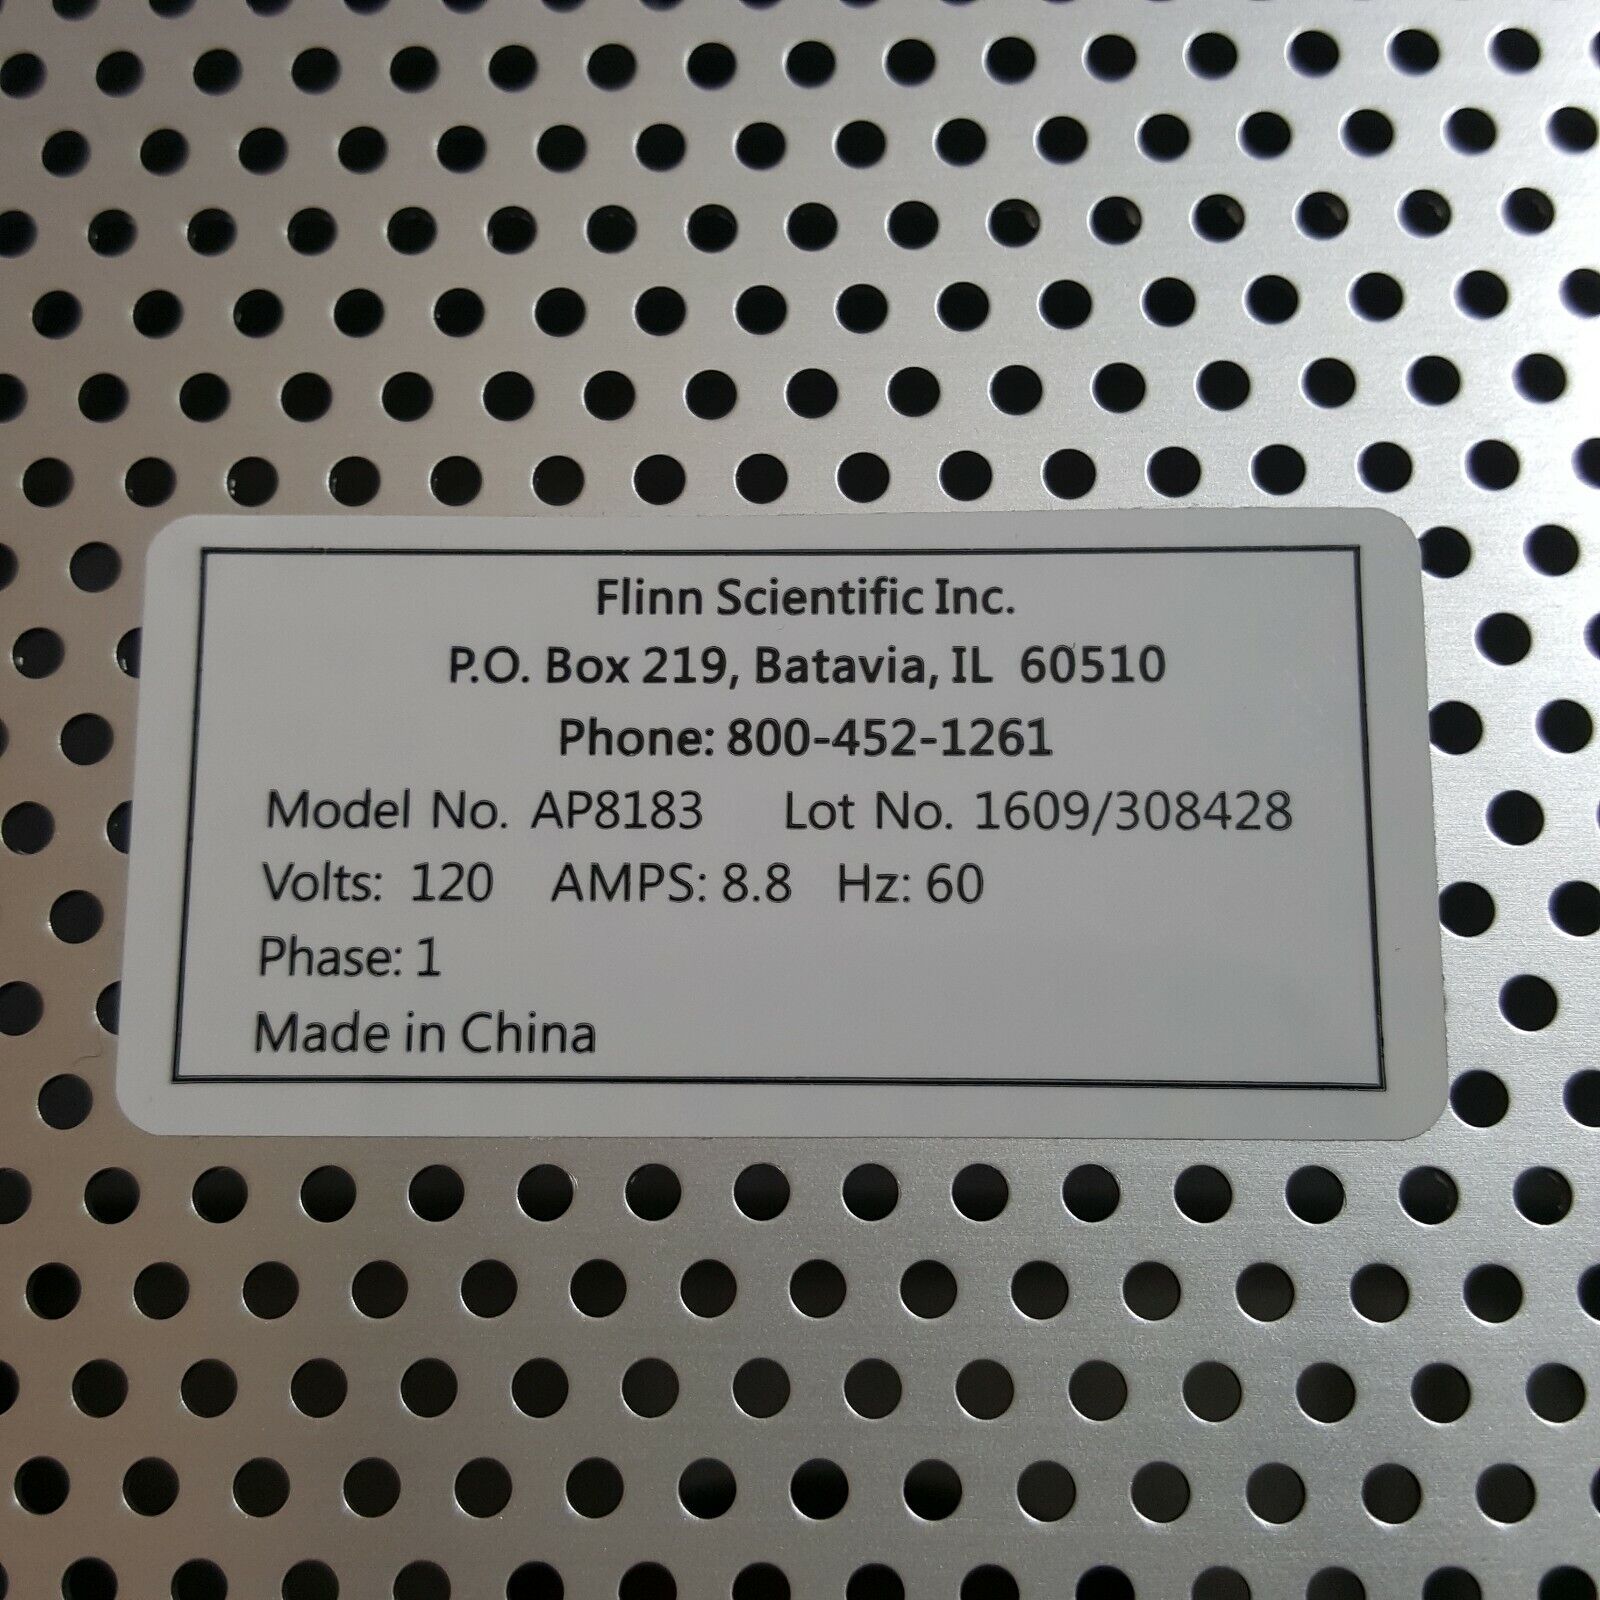 Flinn Scientific Inc.
P.O. Box 219, Batavia, IL 60510
Phone: 800-452-1261
Model No. AP8183 Lot No. 1609/308428
Volts: 120 AMPS: 8.8 Hz: 60
Phase: 1
Made in China